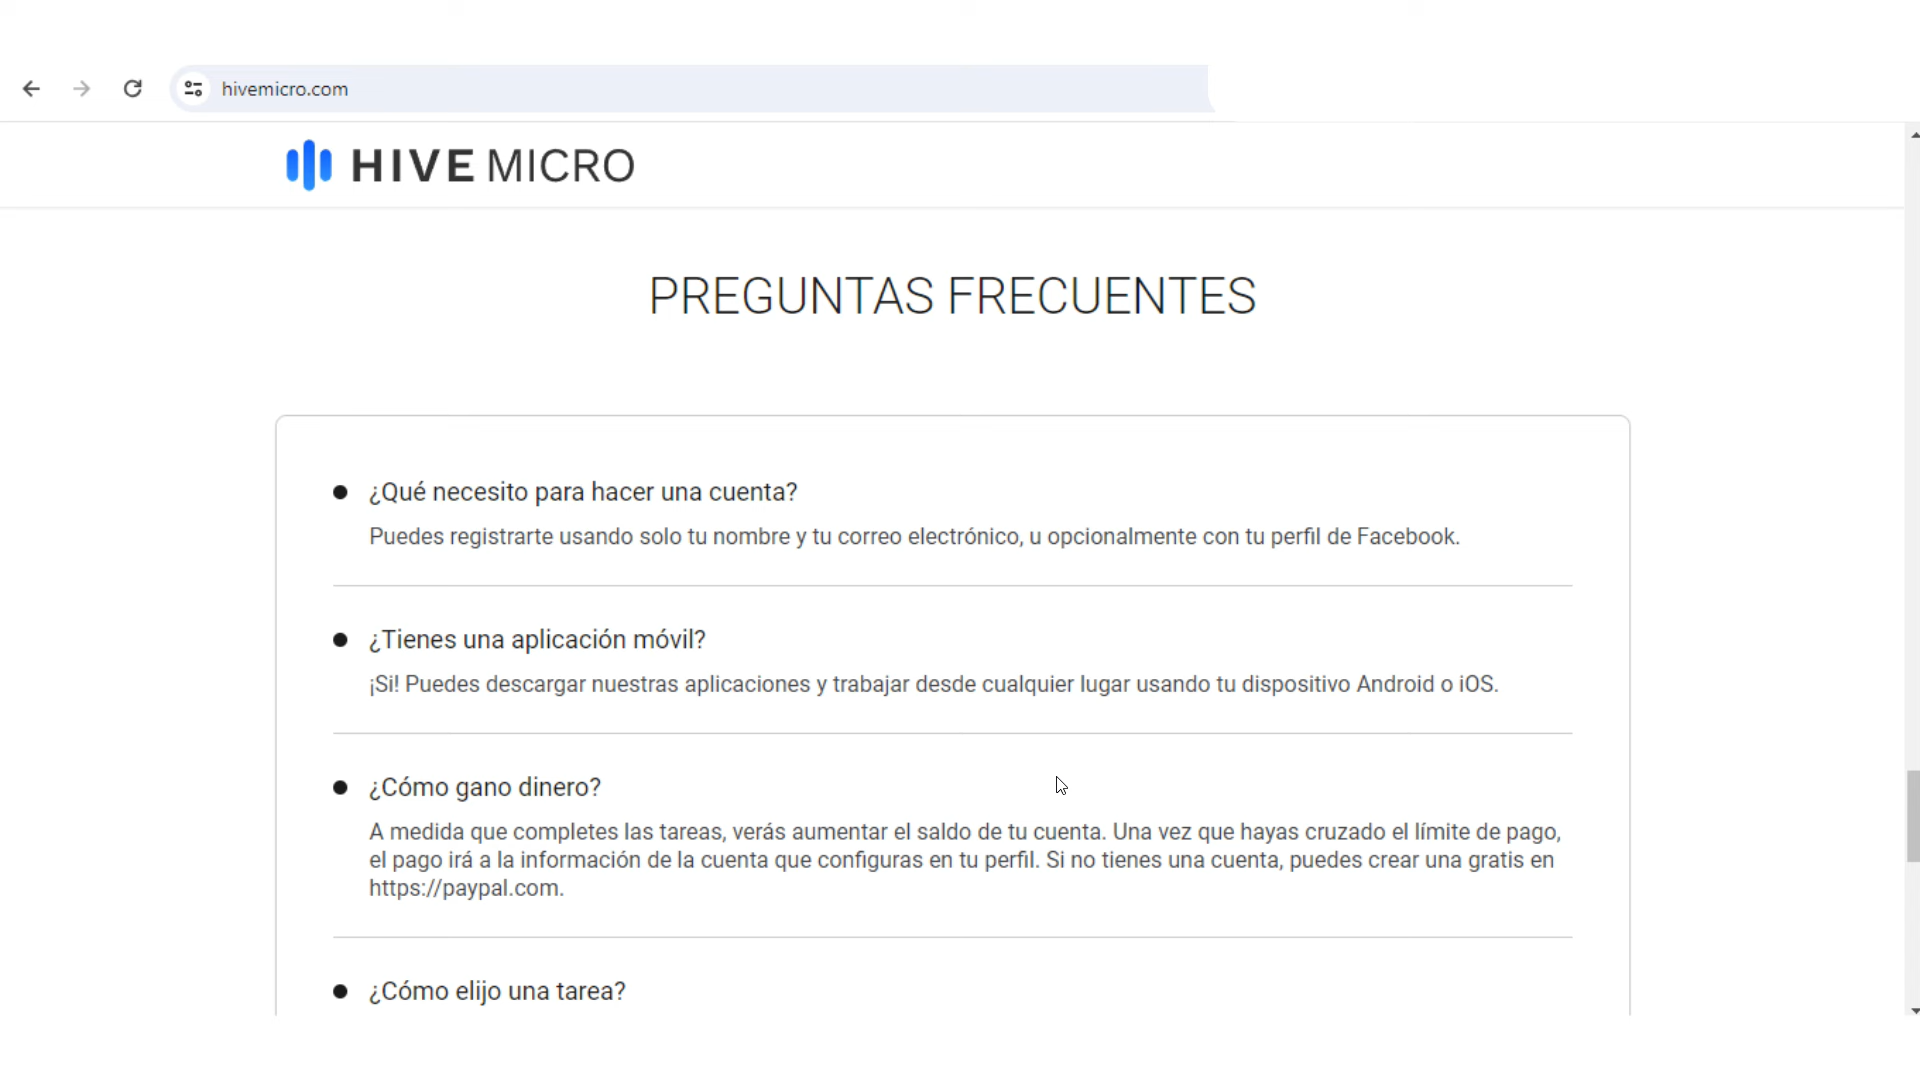 hivemicro.com
HIVE MICRO
PREGUNTAS FRECUENTES
¿Qué necesito para hacer una cuenta?
Puedes registrarte usando solo tu nombre y tu correo electrónico, u opcionalmente con tu perfil de Facebook.
¿Tienes una aplicación móvil?
¡Si! Puedes descargar nuestras aplicaciones y trabajar desde cualquier lugar usando tu dispositivo Android o iOS.
¿Cómo gano dinero?
A medida que completes las tareas, verás aumentar el saldo de tu cuenta. Una vez que hayas cruzado el límite de pago,
el pago irá a la información de la cuenta que configuras en tu perfil. Si no tienes una cuenta, puedes crear una gratis en
https://paypal.com.
¿Cómo elijo una tarea?